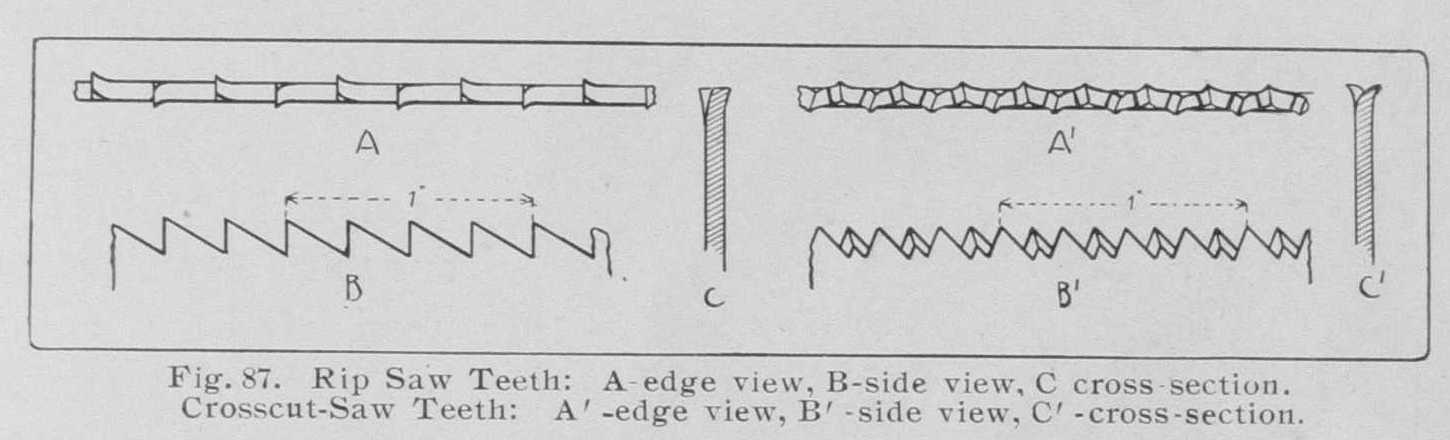 A
A'
1"
1"
B
C
B'
C'
Fig. 87. Rip Saw Teeth: A-edge view, B-side view, C cross-section.
Crosscut-Saw Teeth: A'-edge view, B'-side view, C'-cross-section.